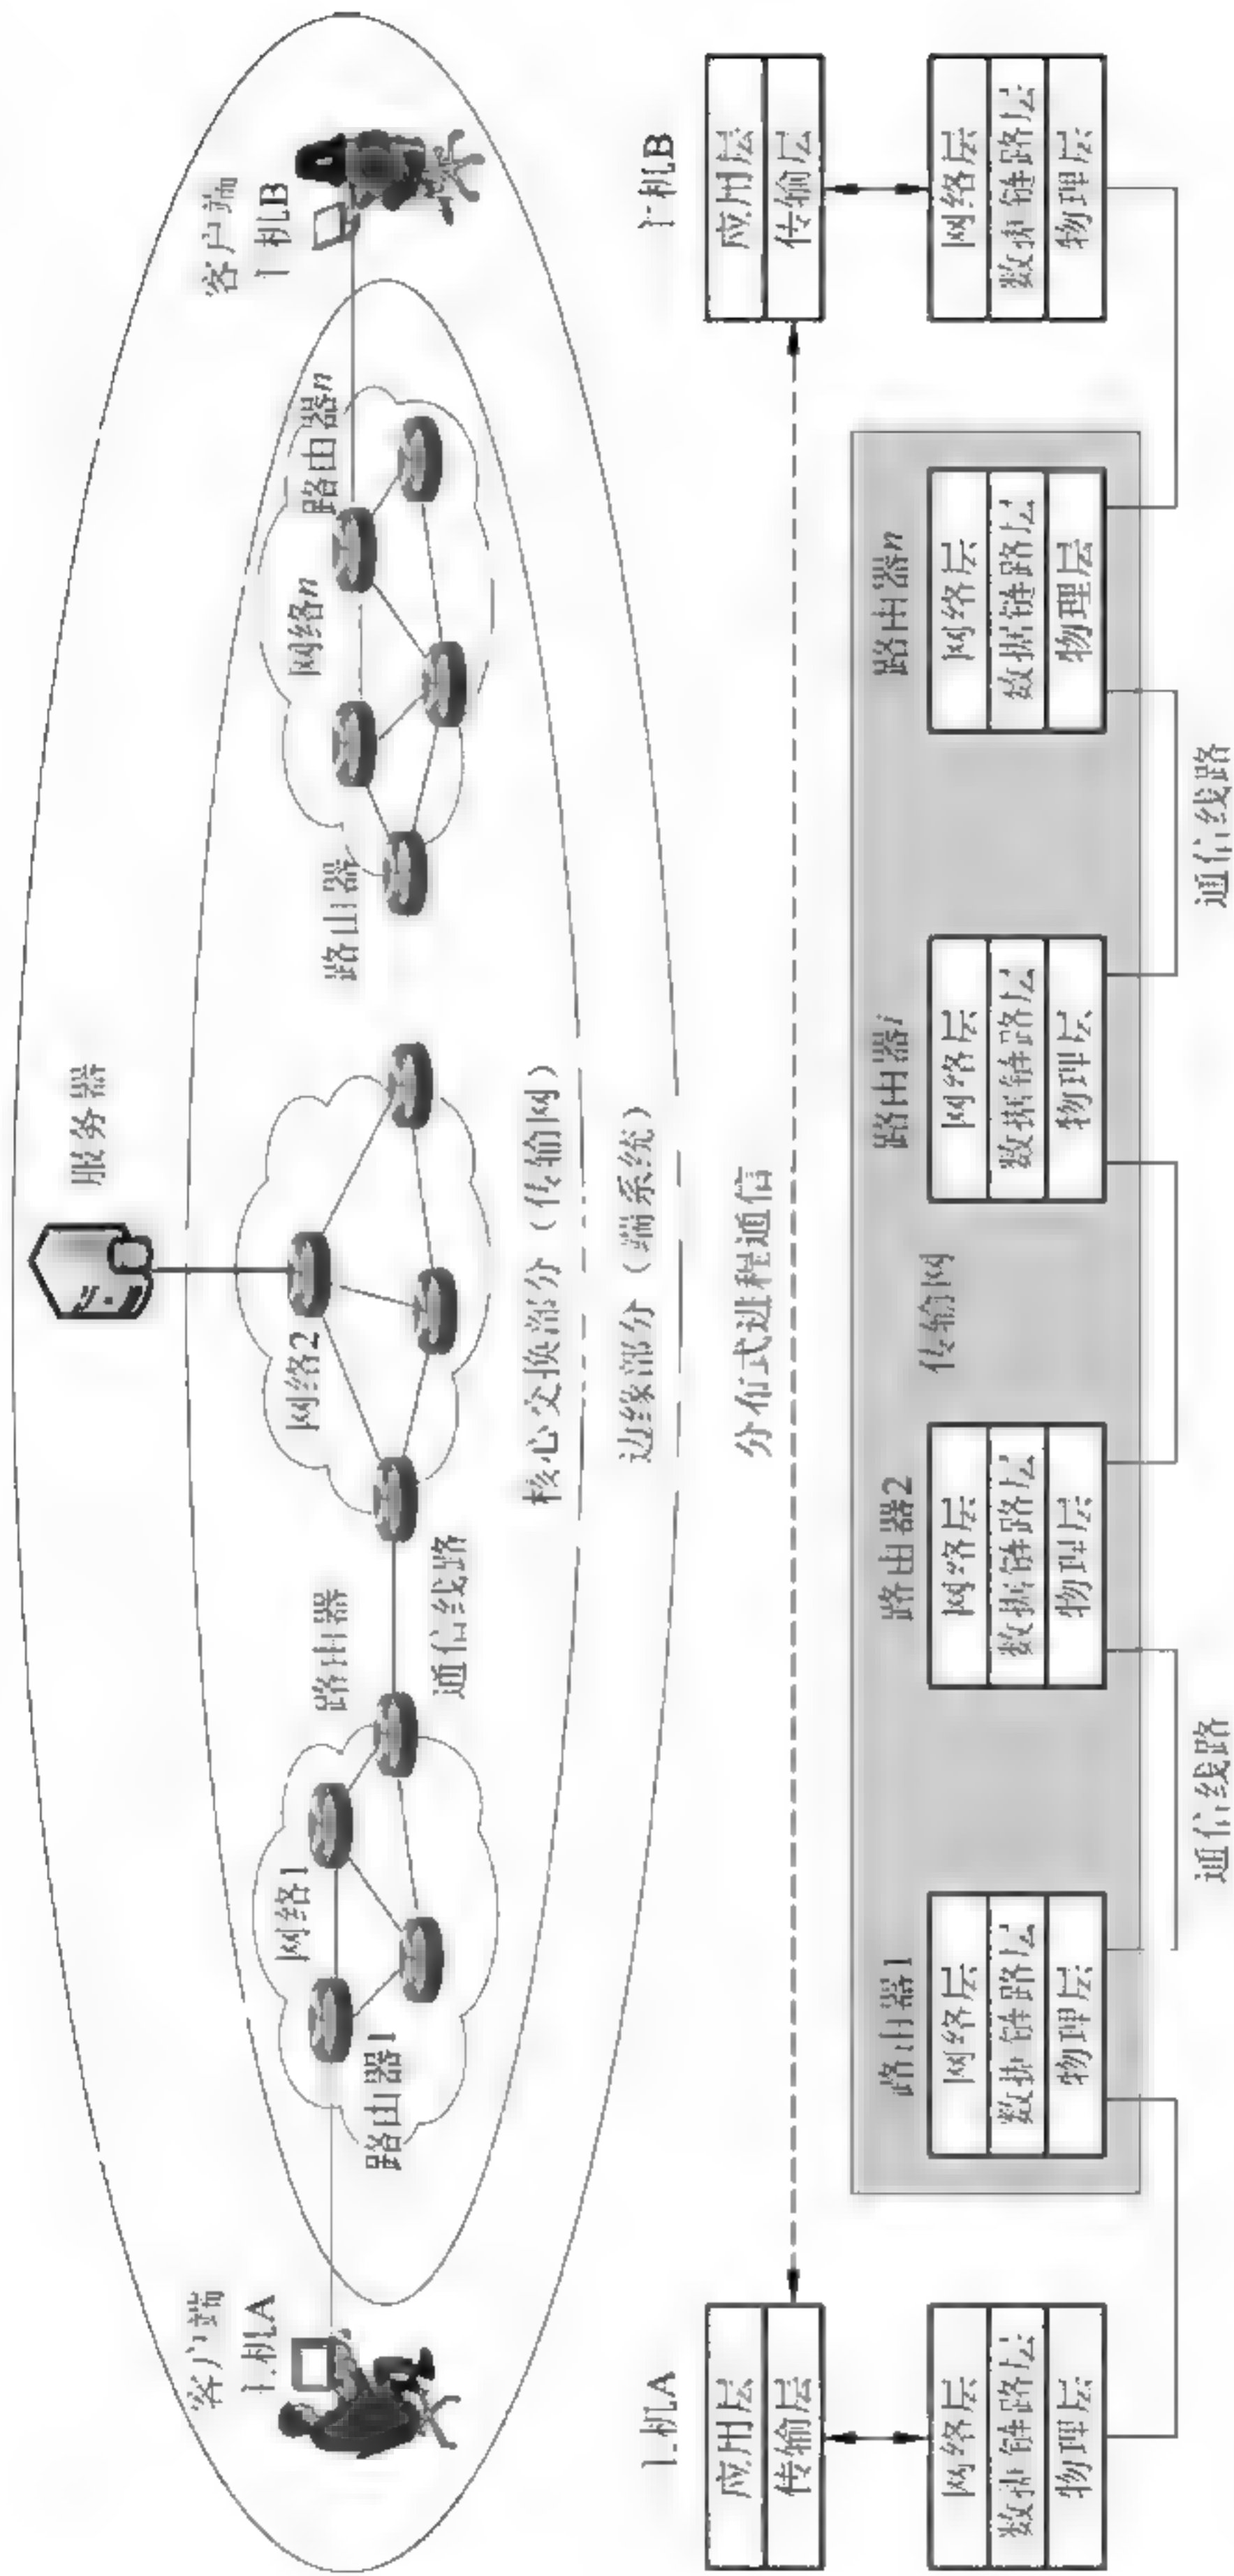 服务器
客户端
主机A
客户端
主机B
网络1
路由器1
路由器
通信线路
网络2
路由器
网络n
路由器n
核心交换部分（传输网）
边缘部分（端系统）
主机A
应用层
传输层
网络层
数据链路层
物理层
分布式进程通信
主机B
应用层
传输层
网络层
数据链路层
物理层
路由器1
网络层
数据链路层
物理层
路由器2
网络层
数据链路层
物理层
传输网
路由器i
网络层
数据链路层
物理层
路由器n
网络层
数据链路层
物理层
通信线路
通信线路